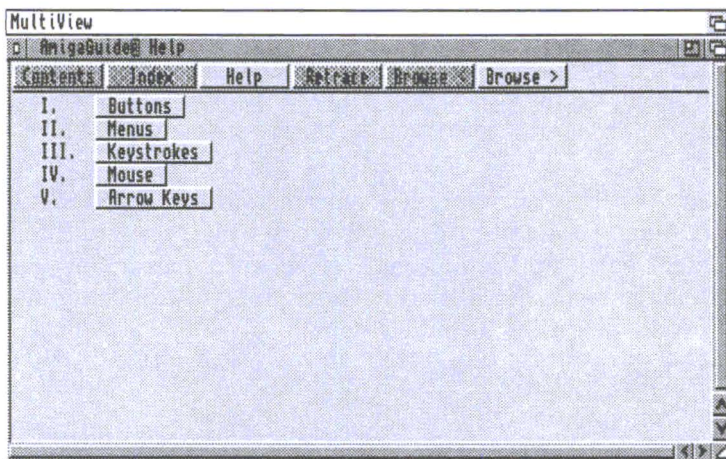 MultiView
AmigaGuide® Help
Contents Index Help Retrace Browse < Browse >
I. Buttons
II. Menus
III. Keystrokes
IV. Mouse
V. Arrow Keys